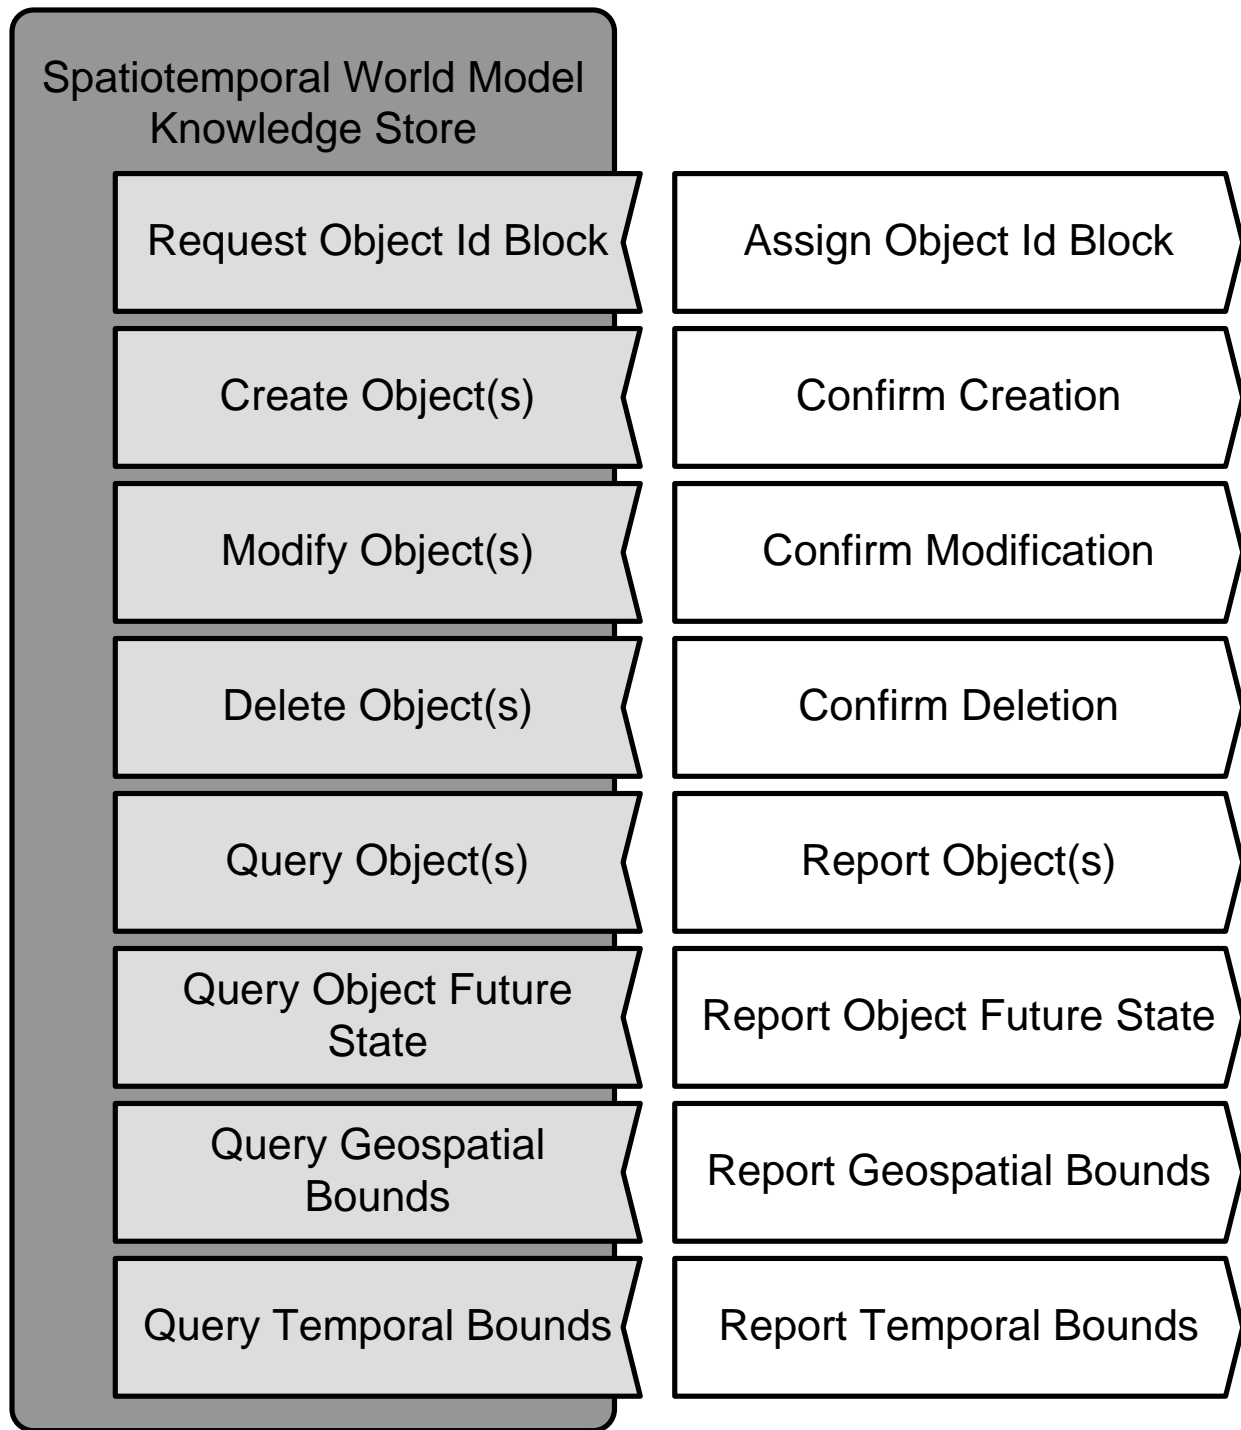 Spatiotemporal World Model
Knowledge Store
Request Object Id Block
Assign Object Id Block
Create Object(s)
Confirm Creation
Modify Object(s)
Confirm Modification
Delete Object(s)
Confirm Deletion
Query Object(s)
Report Object(s)
Query Object Future
State
Report Object Future State
Query Geospatial
Bounds
Report Geospatial Bounds
Query Temporal Bounds
Report Temporal Bounds